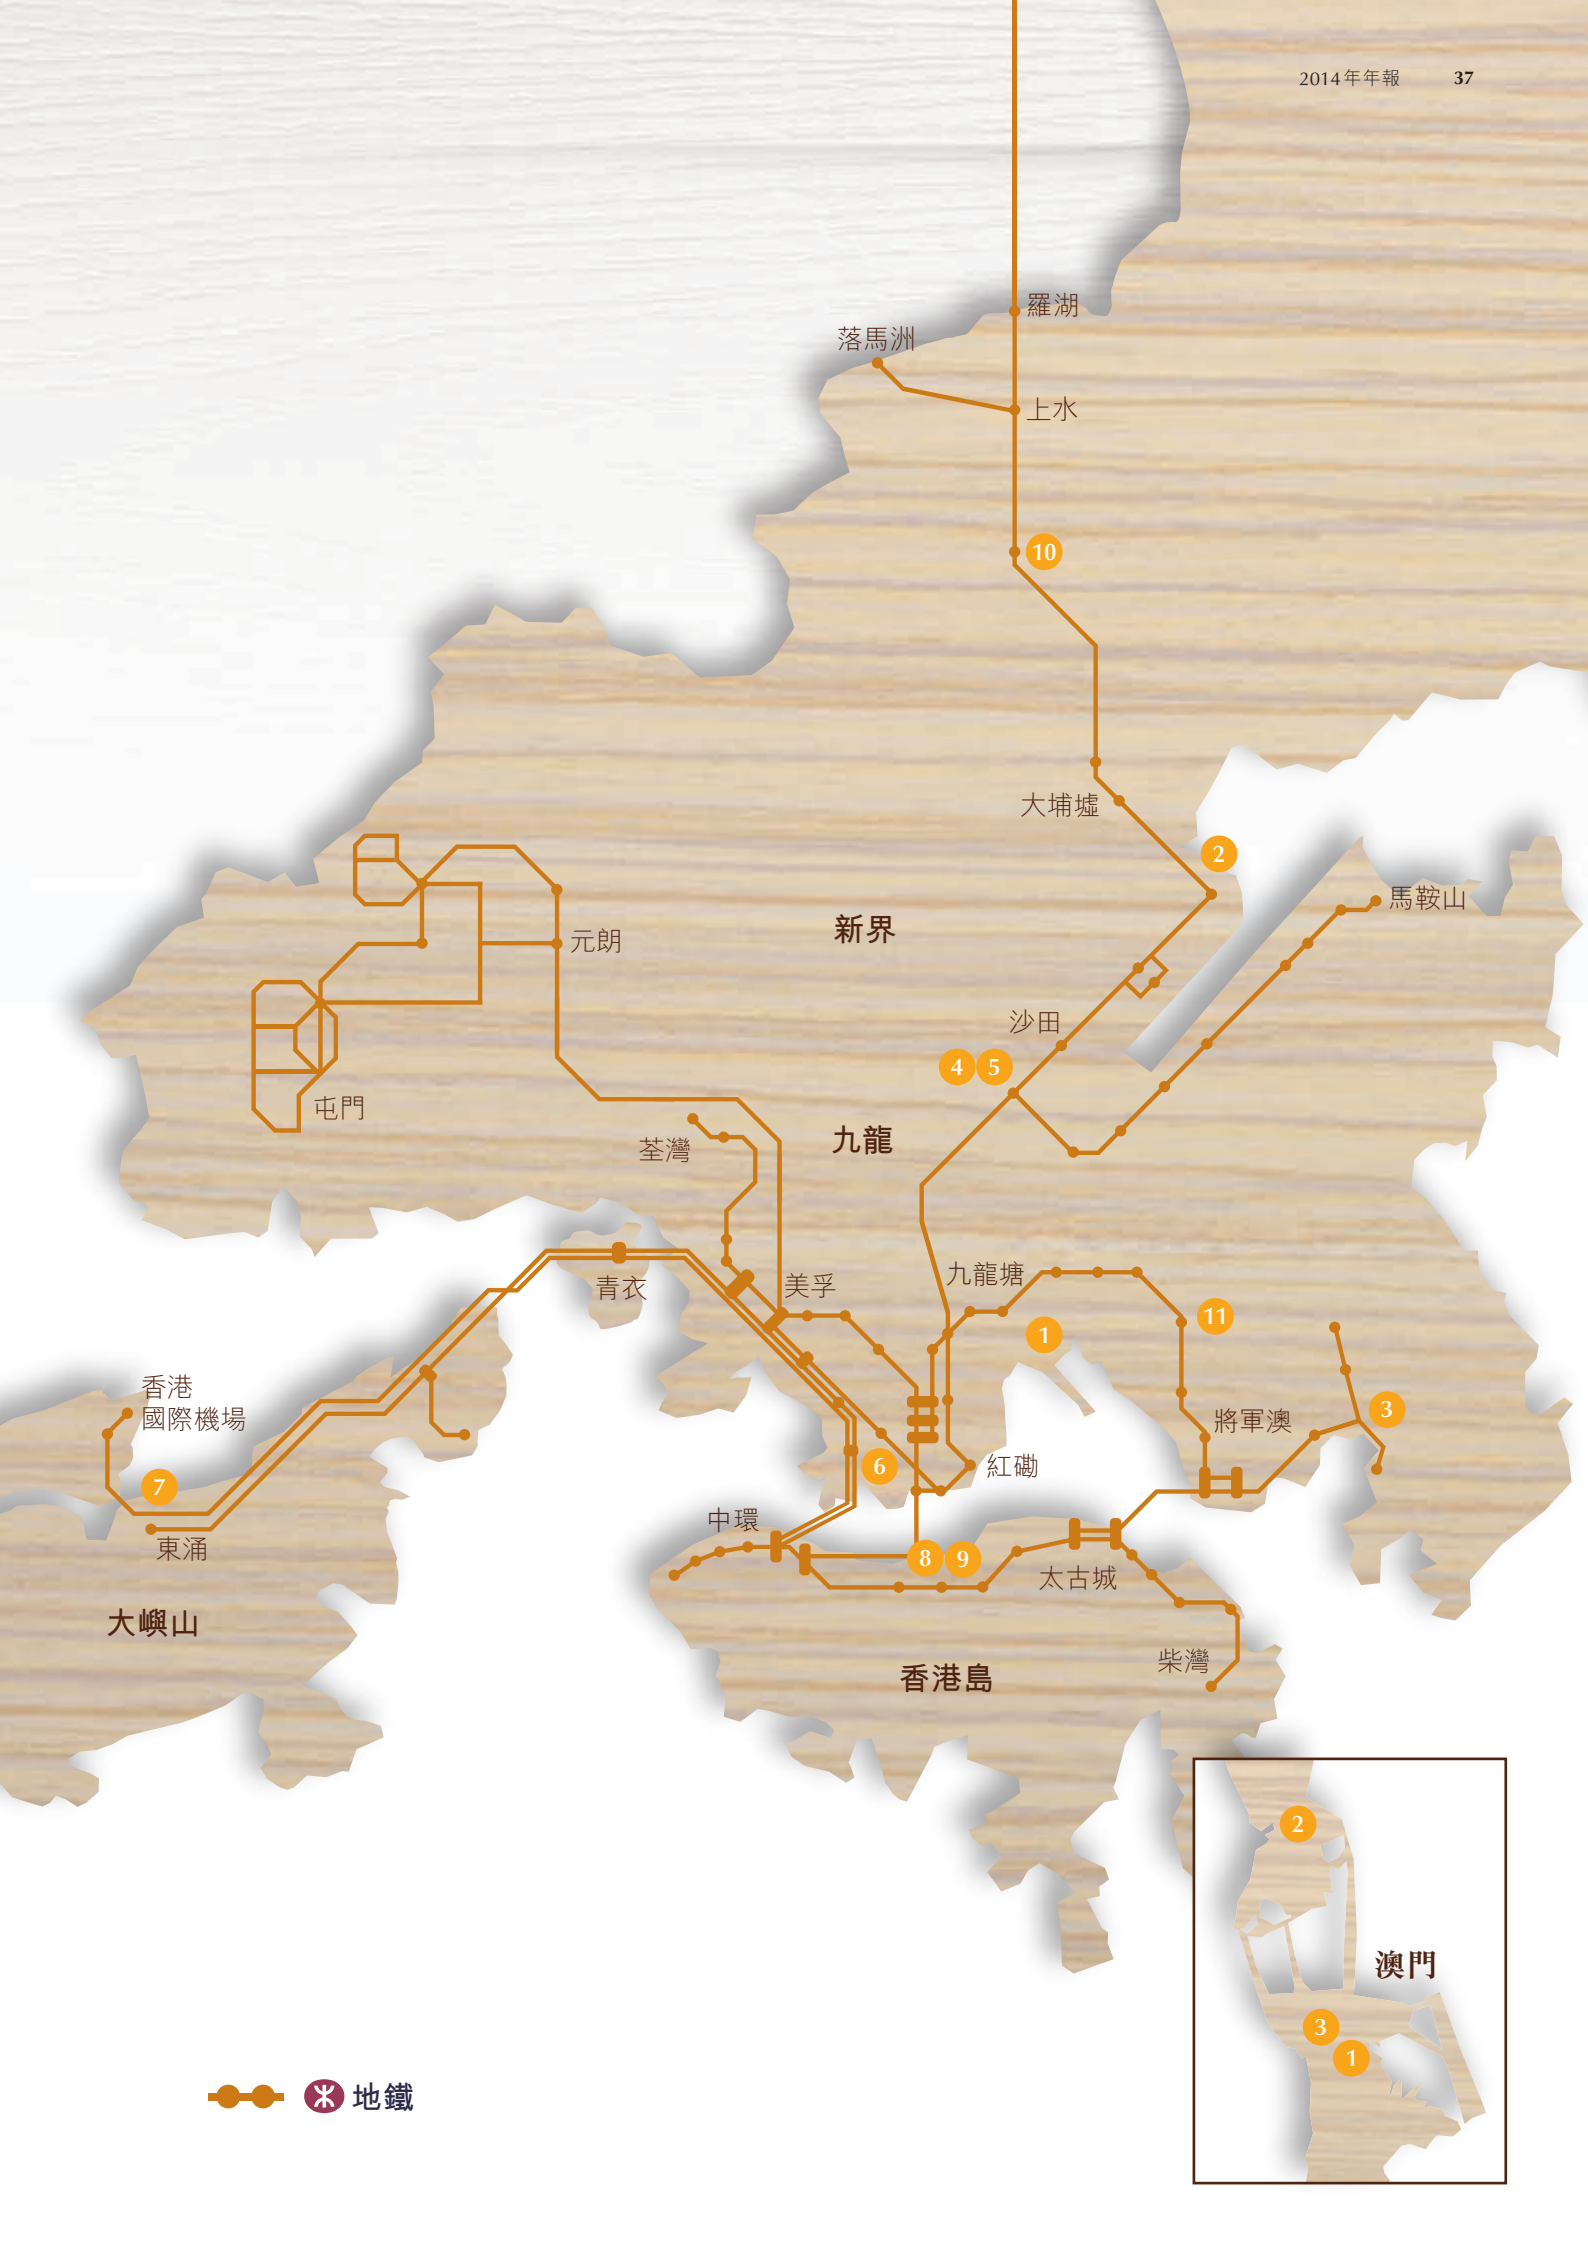 2014年年報 37
羅湖
落馬洲
上水
10
大埔墟
2
馬鞍山
新界
元朗
沙田
4 5
屯門
九龍
荃灣
九龍塘
美孚
青衣
11
1
香港
國際機場
3
將軍澳
6
紅磡
7
中環
東涌
8 9
太古城
大嶼山
柴灣
香港島
2
澳門
3
1
地鐵